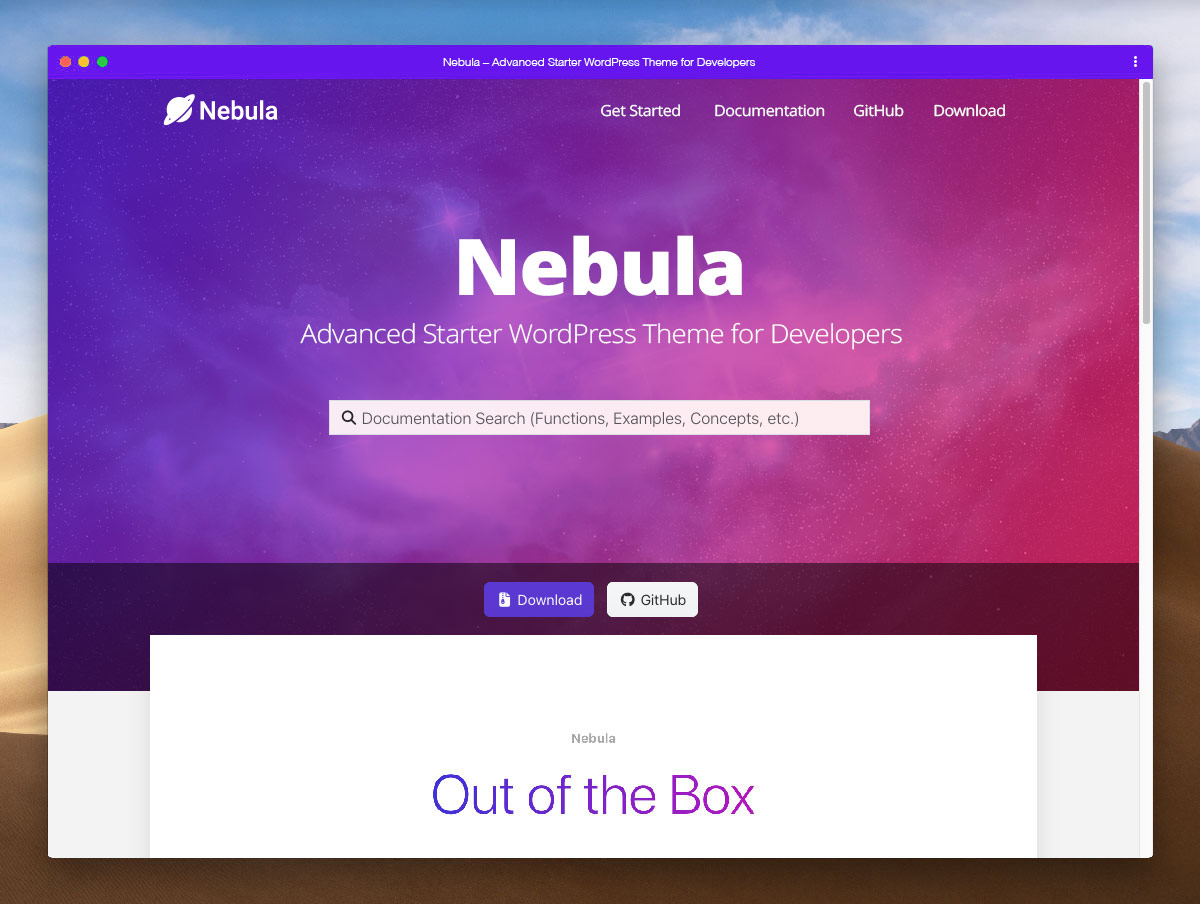 Nebula – Advanced Starter WordPress Theme for Developers
Nebula
Get Started Documentation GitHub Download
Nebula
Advanced Starter WordPress Theme for Developers
Documentation Search (Functions, Examples, Concepts, etc.)
Download GitHub
Nebula
Out of the Box